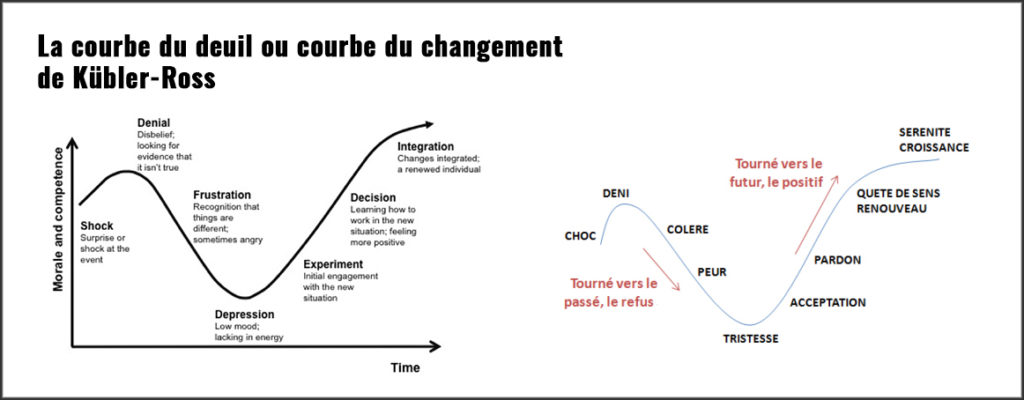 La courbe du deuil ou courbe du changement
de Kübler-Ross
Morale and competence
Shock
Surprise or
shock at the
event
Denial
Disbelief;
looking for
evidence that
it isn't true
Frustration
Recognition that
things are
different;
sometimes angry
Depression
Low mood;
lacking in energy
Experiment
Initial engagement
with the new
situation
Decision
Learning how to
work in the new
situation; feeling
more positive
Integration
Changes integrated;
a renewed individual
Time
CHOC
DENI
COLERE
PEUR
Tourné vers le
passé, le refus
TRISTESSE
ACCEPTATION
PARDON
Tourné vers le
futur, le positif
QUETE DE SENS
RENOUVEAU
SERENITE
CROISSANCE